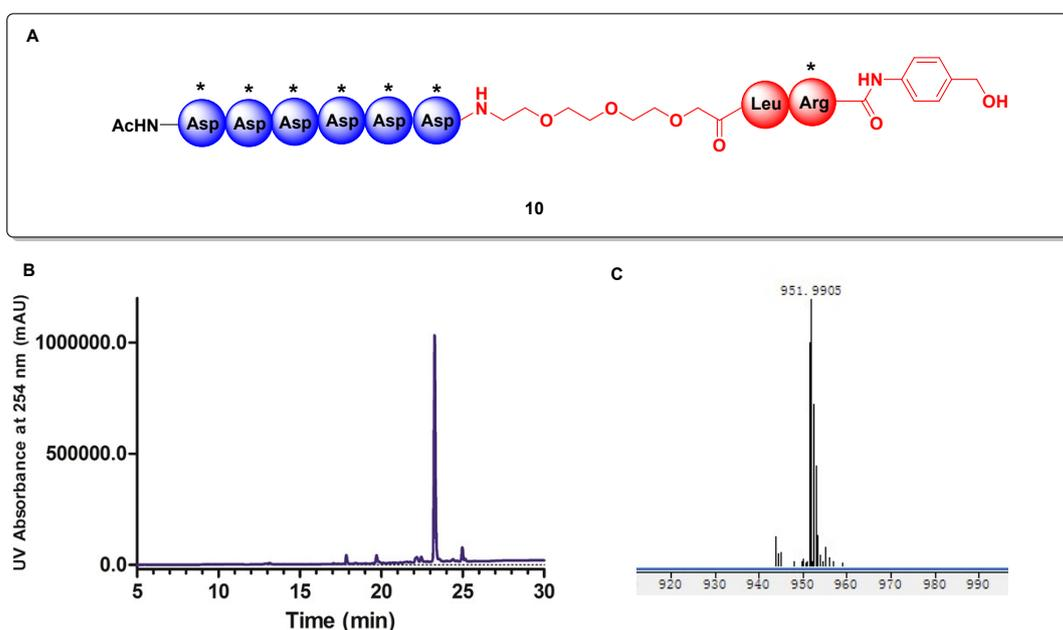 A
* * * * * * *
AcHN Asp Asp Asp Asp Asp Asp H N O O O O Leu Arg HN O OH
10
B
C
UV Absorbance at 254 nm (mAU)
1000000.0
500000.0
0.0
5 10 15 20 25 30
Time (min)
951.9905
920 930 940 950 960 970 980 990